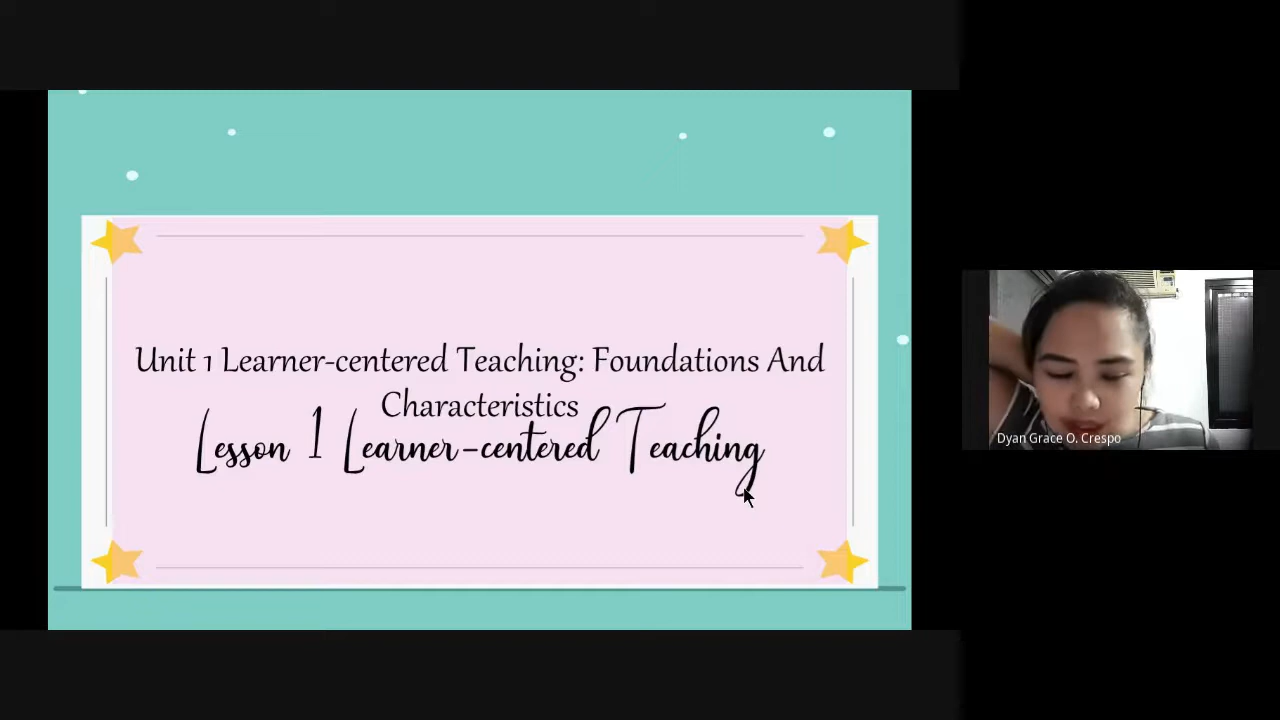 Unit 1 Learner-centered Teaching: Foundations And
Characteristics
Lesson 1 Learner-centered Teaching
Dyan Grace O. Crespo